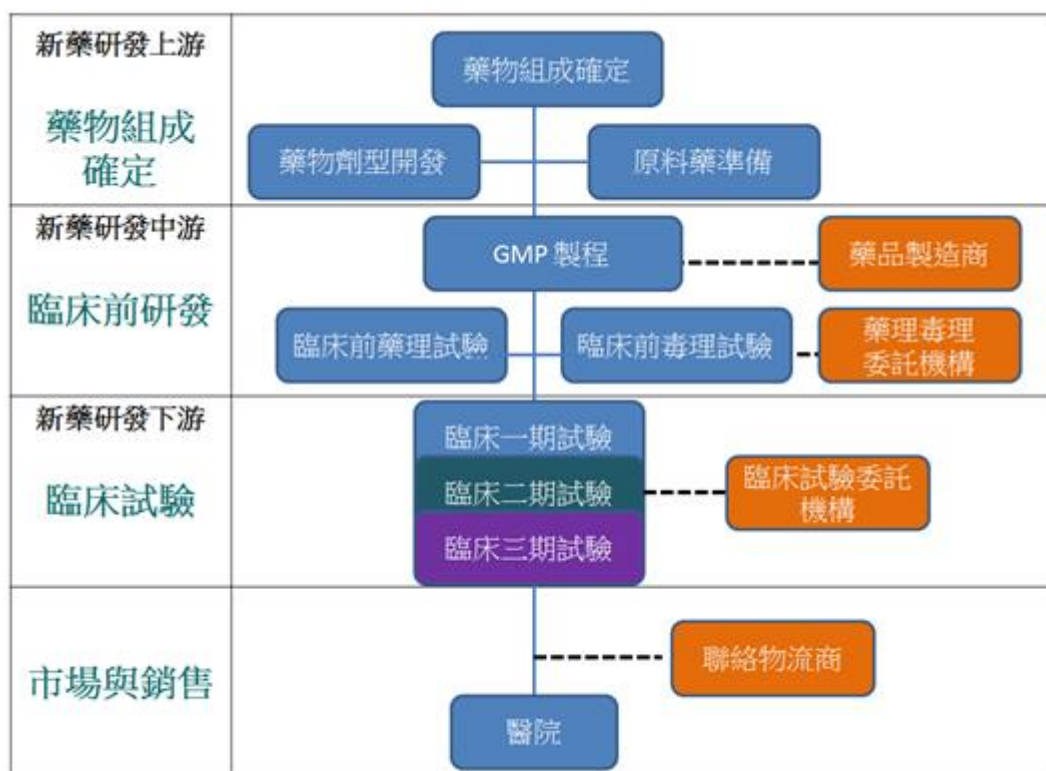 新藥研發上游
藥物組成
確定
藥物組成確定
藥物劑型開發
原料藥準備
新藥研發中游
臨床前研發
GMP 製程
藥品製造商
臨床前藥理試驗
臨床前毒理試驗
藥理毒理
委託機構
新藥研發下游
臨床試驗
臨床一期試驗
臨床二期試驗
臨床三期試驗
臨床試驗委託
機構
市場與銷售
聯絡物流商
醫院